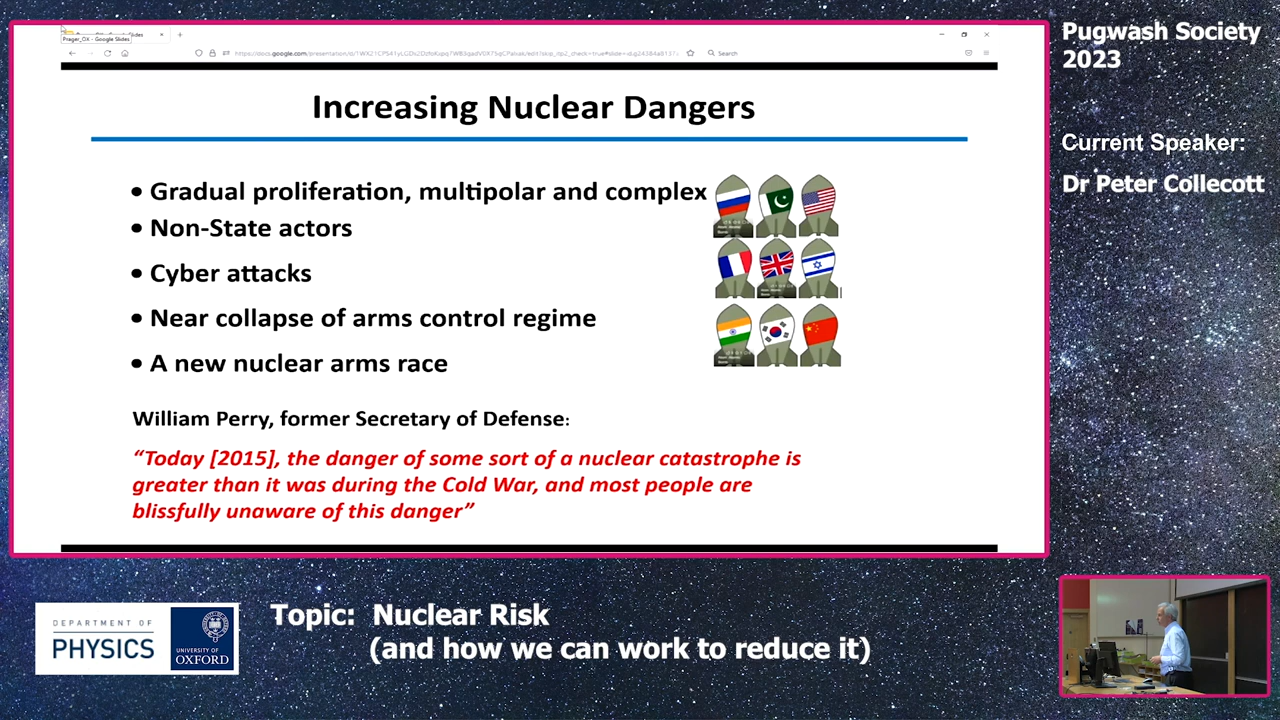 Prager_OX - Google Slides
Search
Increasing Nuclear Dangers
• Gradual proliferation, multipolar and complex
• Non-State actors
• Cyber attacks
• Near collapse of arms control regime
• A new nuclear arms race
William Perry, former Secretary of Defense:
“Today [2015], the danger of some sort of a nuclear catastrophe is
greater than it was during the Cold War, and most people are
blissfully unaware of this danger”
Pugwash Society
2023
Current Speaker:
Dr Peter Collecott
DEPARTMENT OF
PHYSICS
UNIVERSITY OF
OXFORD
Topic: Nuclear Risk
(and how we can work to reduce it)